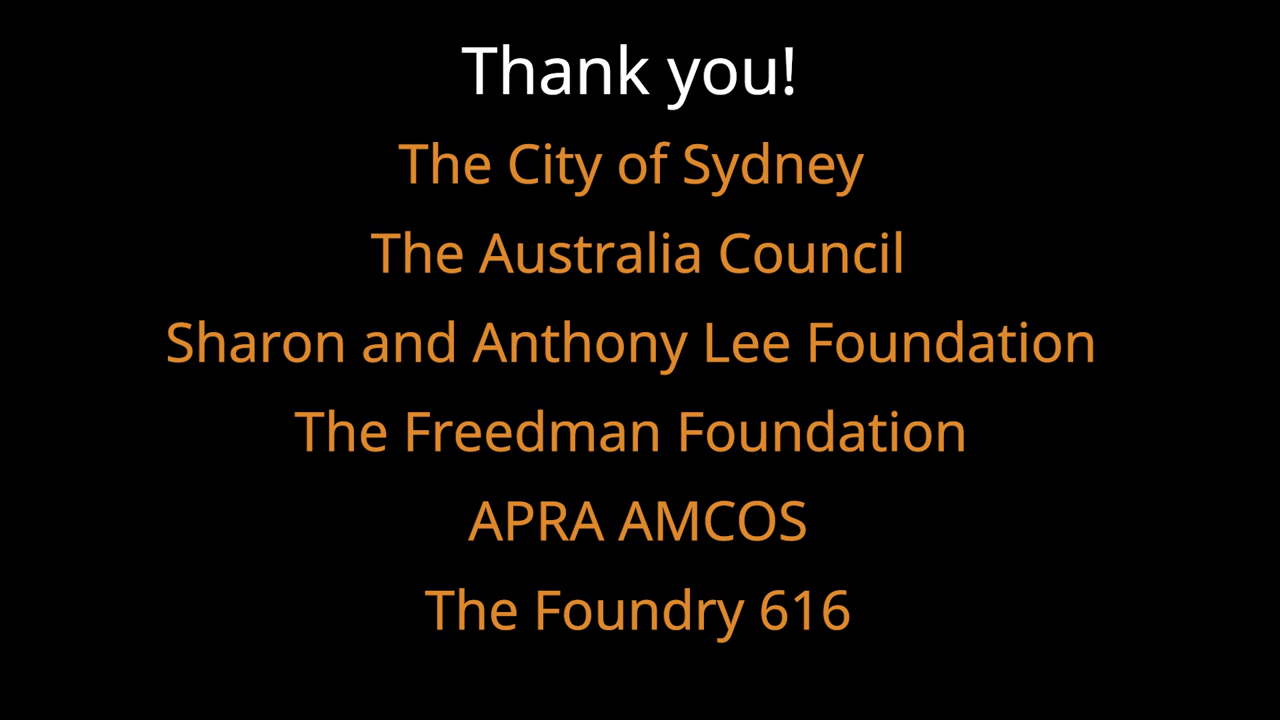 Thank you!
The City of Sydney
The Australia Council
Sharon and Anthony Lee Foundation
The Freedman Foundation
APRA AMCOS
The Foundry 616